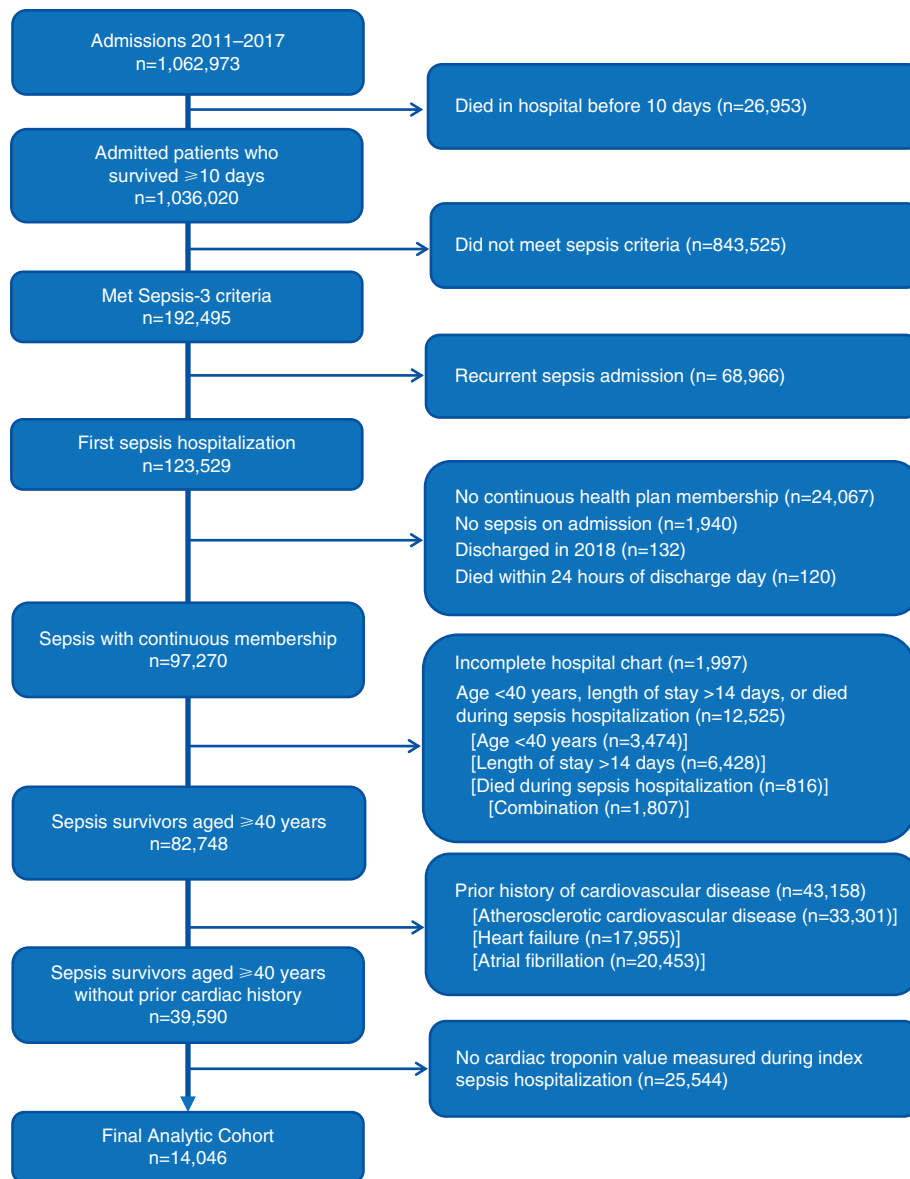 Admissions 2011–2017
n=1,062,973
Died in hospital before 10 days (n=26,953)
Admitted patients who
survived ⩾10 days
n=1,036,020
Did not meet sepsis criteria (n=843,525)
Met Sepsis-3 criteria
n=192,495
Recurrent sepsis admission (n= 68,966)
First sepsis hospitalization
n=123,529
No continuous health plan membership (n=24,067)
No sepsis on admission (n=1,940)
Discharged in 2018 (n=132)
Died within 24 hours of discharge day (n=120)
Sepsis with continuous membership
n=97,270
Incomplete hospital chart (n=1,997)
Age <40 years, length of stay >14 days, or died
during sepsis hospitalization (n=12,525)
[Age <40 years (n=3,474)]
[Length of stay >14 days (n=6,428)]
[Died during sepsis hospitalization (n=816)]
[Combination (n=1,807)]
Sepsis survivors aged ⩾40 years
n=82,748
Prior history of cardiovascular disease (n=43,158)
[Atherosclerotic cardiovascular disease (n=33,301)]
[Heart failure (n=17,955)]
[Atrial fibrillation (n=20,453)]
Sepsis survivors aged ⩾40 years
without prior cardiac history
n=39,590
No cardiac troponin value measured during index
sepsis hospitalization (n=25,544)
Final Analytic Cohort
n=14,046